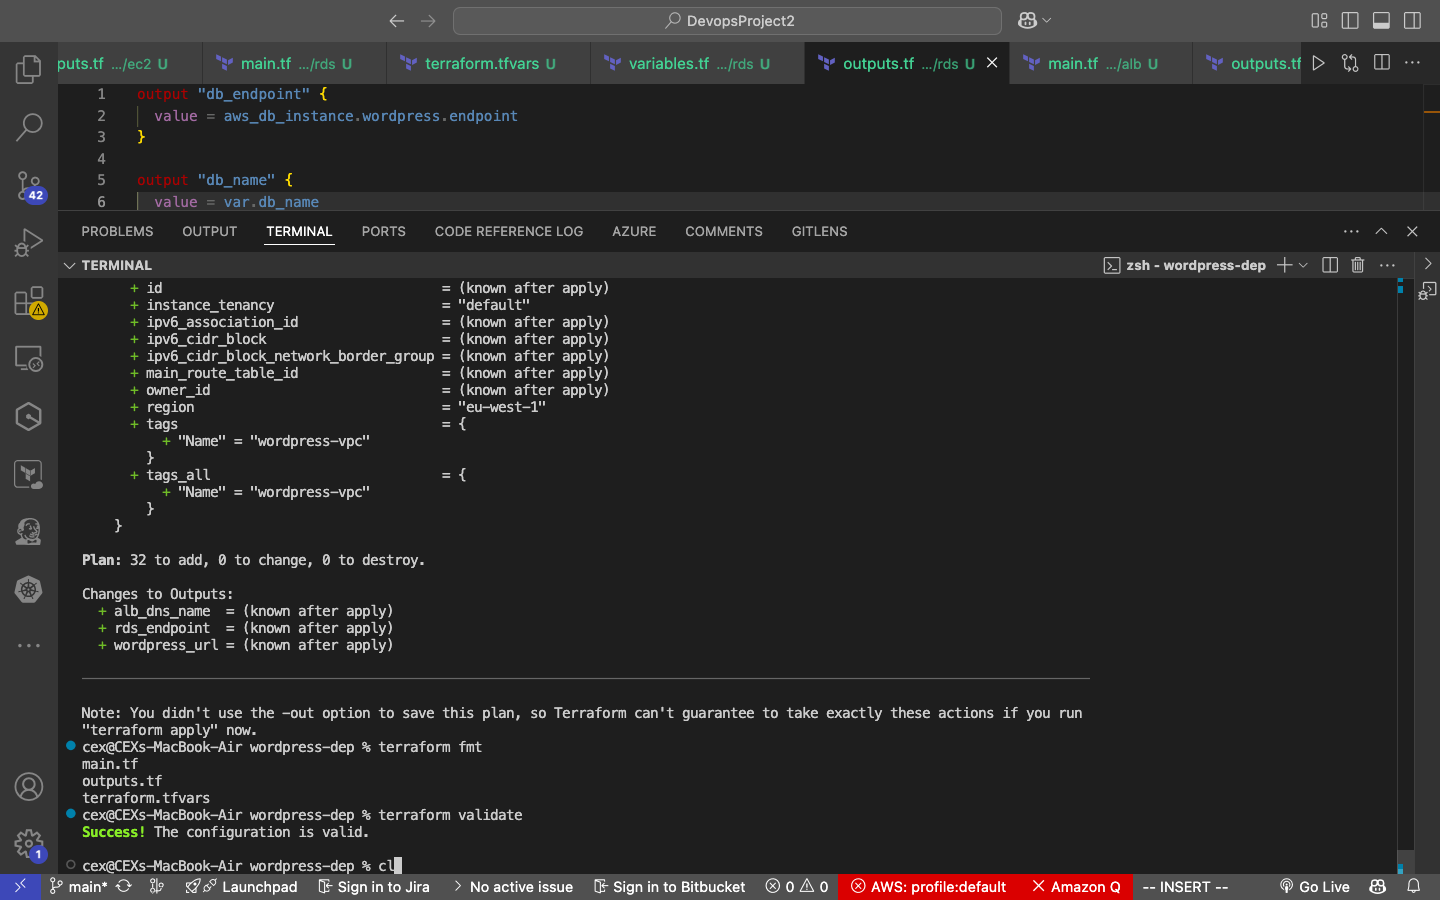 DevopsProject2
puts.tf .../ec2 U
main.tf .../rds U
terraform.tfvars U
variables.tf .../rds U
outputs.tf .../rds U
main.tf .../alb U
outputs.tf
1 output "db_endpoint" {
2 value = aws_db_instance.wordpress.endpoint
3 }
4
5 output "db_name" {
6 value = var.db_name
42
PROBLEMS OUTPUT TERMINAL PORTS CODE REFERENCE LOG AZURE COMMENTS GITLENS
TERMINAL
zsh - wordpress-dep
+ id = (known after apply)
+ instance_tenancy = "default"
+ ipv6_association_id = (known after apply)
+ ipv6_cidr_block = (known after apply)
+ ipv6_cidr_block_network_border_group = (known after apply)
+ main_route_table_id = (known after apply)
+ owner_id = (known after apply)
+ region = "eu-west-1"
+ tags = {
+ "Name" = "wordpress-vpc"
}
+ tags_all = {
+ "Name" = "wordpress-vpc"
}
}
Plan: 32 to add, 0 to change, 0 to destroy.
Changes to Outputs:
+ alb_dns_name = (known after apply)
+ rds_endpoint = (known after apply)
+ wordpress_url = (known after apply)
Note: You didn't use the -out option to save this plan, so Terraform can't guarantee to take exactly these actions if you run
"terraform apply" now.
cex@CEXs-MacBook-Air wordpress-dep % terraform fmt
main.tf
outputs.tf
terraform.tfvars
cex@CEXs-MacBook-Air wordpress-dep % terraform validate
Success! The configuration is valid.
cex@CEXs-MacBook-Air wordpress-dep % cl
1
main* Launchpad Sign in to Jira No active issue Sign in to Bitbucket 0 0 AWS: profile:default Amazon Q -- INSERT -- Go Live